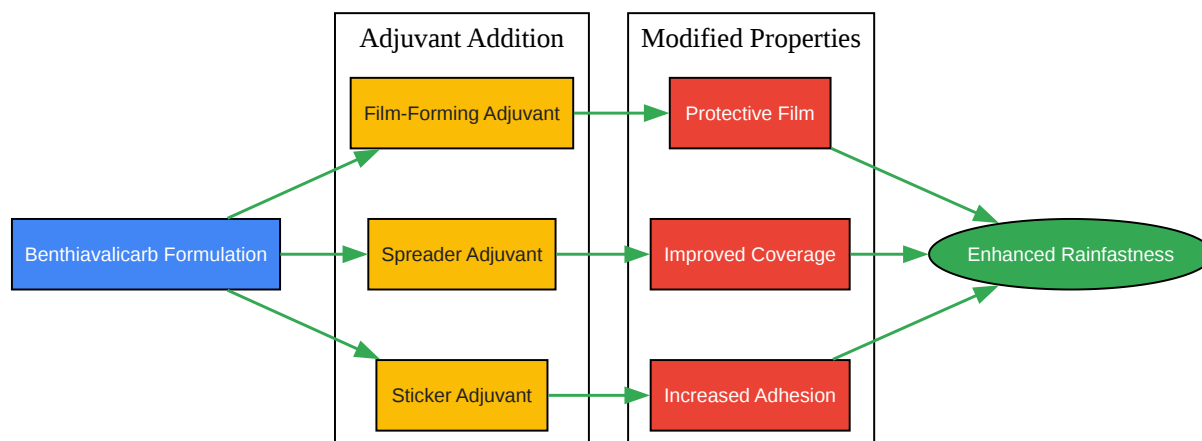 Adjuvant Addition
Modified Properties
Film-Forming Adjuvant
Protective Film
Benthiavalicarb Formulation
Spreader Adjuvant
Improved Coverage
Enhanced Rainfastness
Sticker Adjuvant
Increased Adhesion